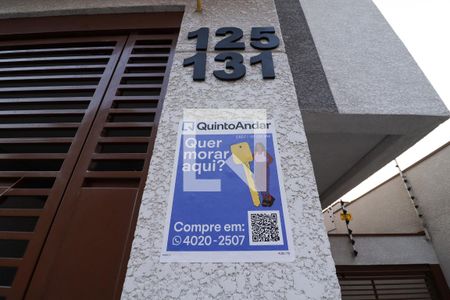 125
131
QuintoAndar
Quer
morar
aqui?
Compre em:
4020-2507